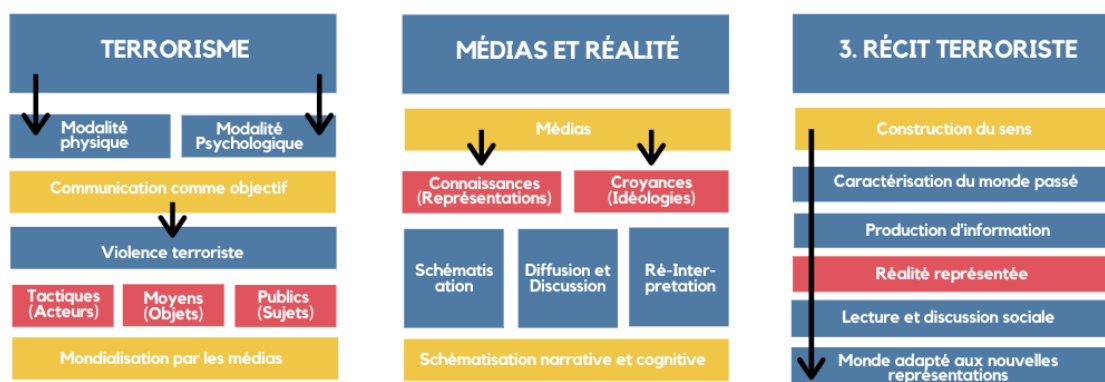 TERRORISME
Modalité
physique
Modalité
Psychologique
Communication comme objectif
Violence terroriste
Tactiques
(Acteurs)
Moyens
(Objets)
Publics
(Sujets)
Mondialisation par les médias
MÉDIAS ET RÉALITÉ
Médias
Connaissances
(Représentations)
Croyances
(Idéologies)
Schématis
ation
Diffusion et
Discussion
Ré-Inter-
pretation
Schématisation narrative et cognitive
3. RÉCIT TERRORISTE
Construction du sens
Caractérisation du monde passé
Production d'information
Réalité représentée
Lecture et discussion sociale
Monde adapté aux nouvelles
représentations